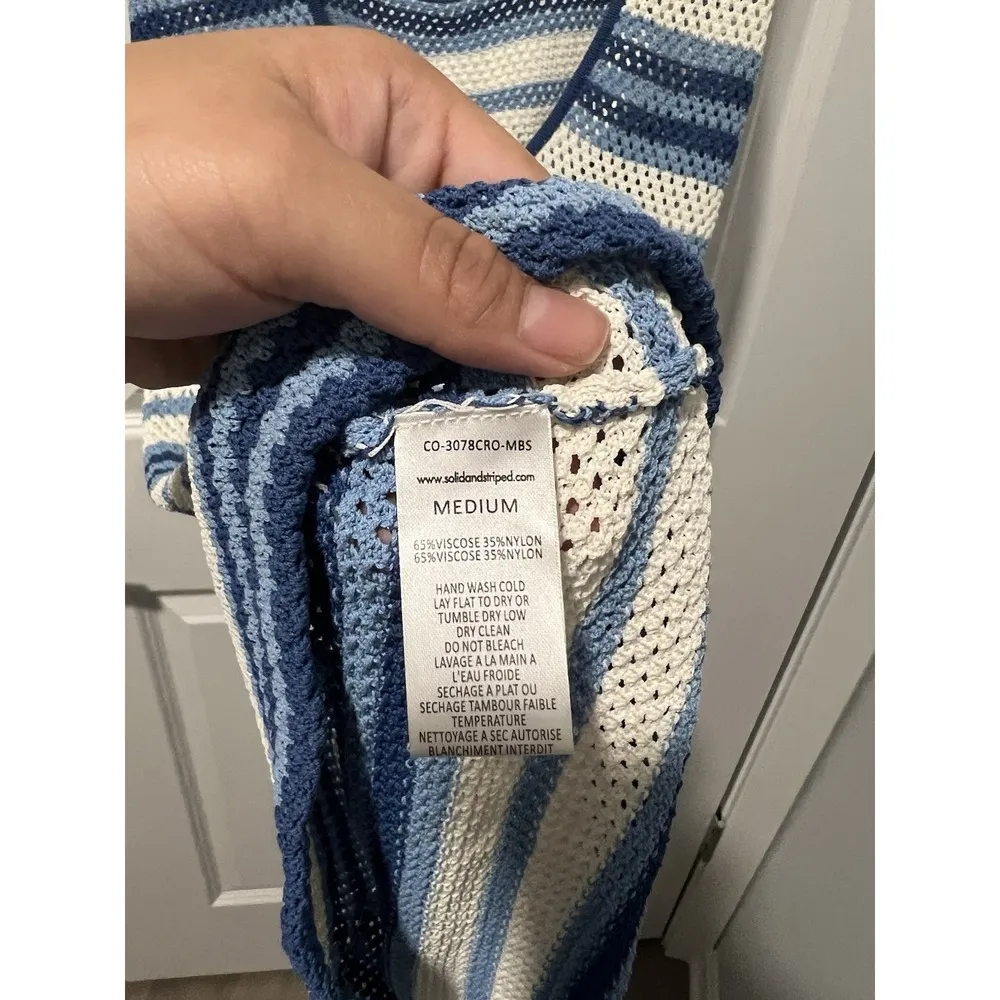 CO-3078CRO-MBS
www.solidandstriped.com
MEDIUM
65%VISCOSE 35%NYLON
65%VISCOSE 35%NYLON
HAND WASH COLD
LAY FLAT TO DRY OR
TUMBLE DRY LOW
DRY CLEAN
DO NOT BLEACH
LAVAGE A LA MAIN A
L'EAU FROIDE
SECHAGE A PLAT OU
SECHAGE TAMBOUR FAIBLE
TEMPERATURE
NETTOYAGE A SEC AUTORISE
BLANCHIMENT INTERDIT